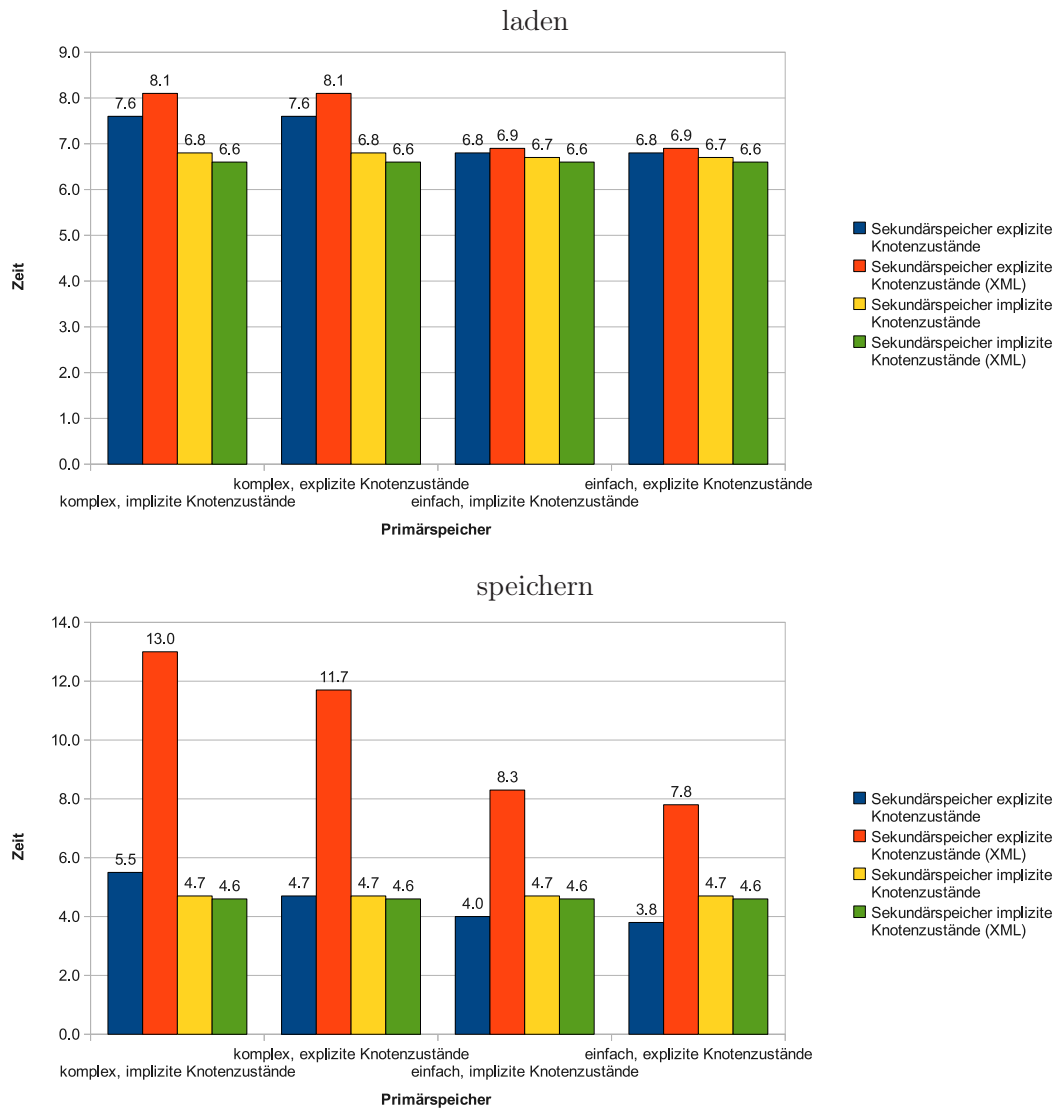 laden
9.0
8.0
7.0
6.0
5.0
4.0
3.0
2.0
1.0
0.0
Zeit
7.6 8.1 6.8 6.6 7.6 8.1 6.8 6.6 6.8 6.9 6.7 6.6 6.8 6.9 6.7 6.6
komplex, explizite Knotenzustände einfach, explizite Knotenzustände
komplex, implizite Knotenzustände einfach, implizite Knotenzustände
Primärspeicher
Sekundärspeicher explizite
Knotenzustände
Sekundärspeicher explizite
Knotenzustände (XML)
Sekundärspeicher implizite
Knotenzustände
Sekundärspeicher implizite
Knotenzustände (XML)
speichern
14.0
12.0
10.0
8.0
6.0
4.0
2.0
0.0
Zeit
5.5 13.0 4.7 4.6 4.7 11.7 4.7 4.6 4.0 8.3 4.7 4.6 3.8 7.8 4.7 4.6
komplex, explizite Knotenzustände einfach, explizite Knotenzustände
komplex, implizite Knotenzustände einfach, implizite Knotenzustände
Primärspeicher
Sekundärspeicher explizite
Knotenzustände
Sekundärspeicher explizite
Knotenzustände (XML)
Sekundärspeicher implizite
Knotenzustände
Sekundärspeicher implizite
Knotenzustände (XML)